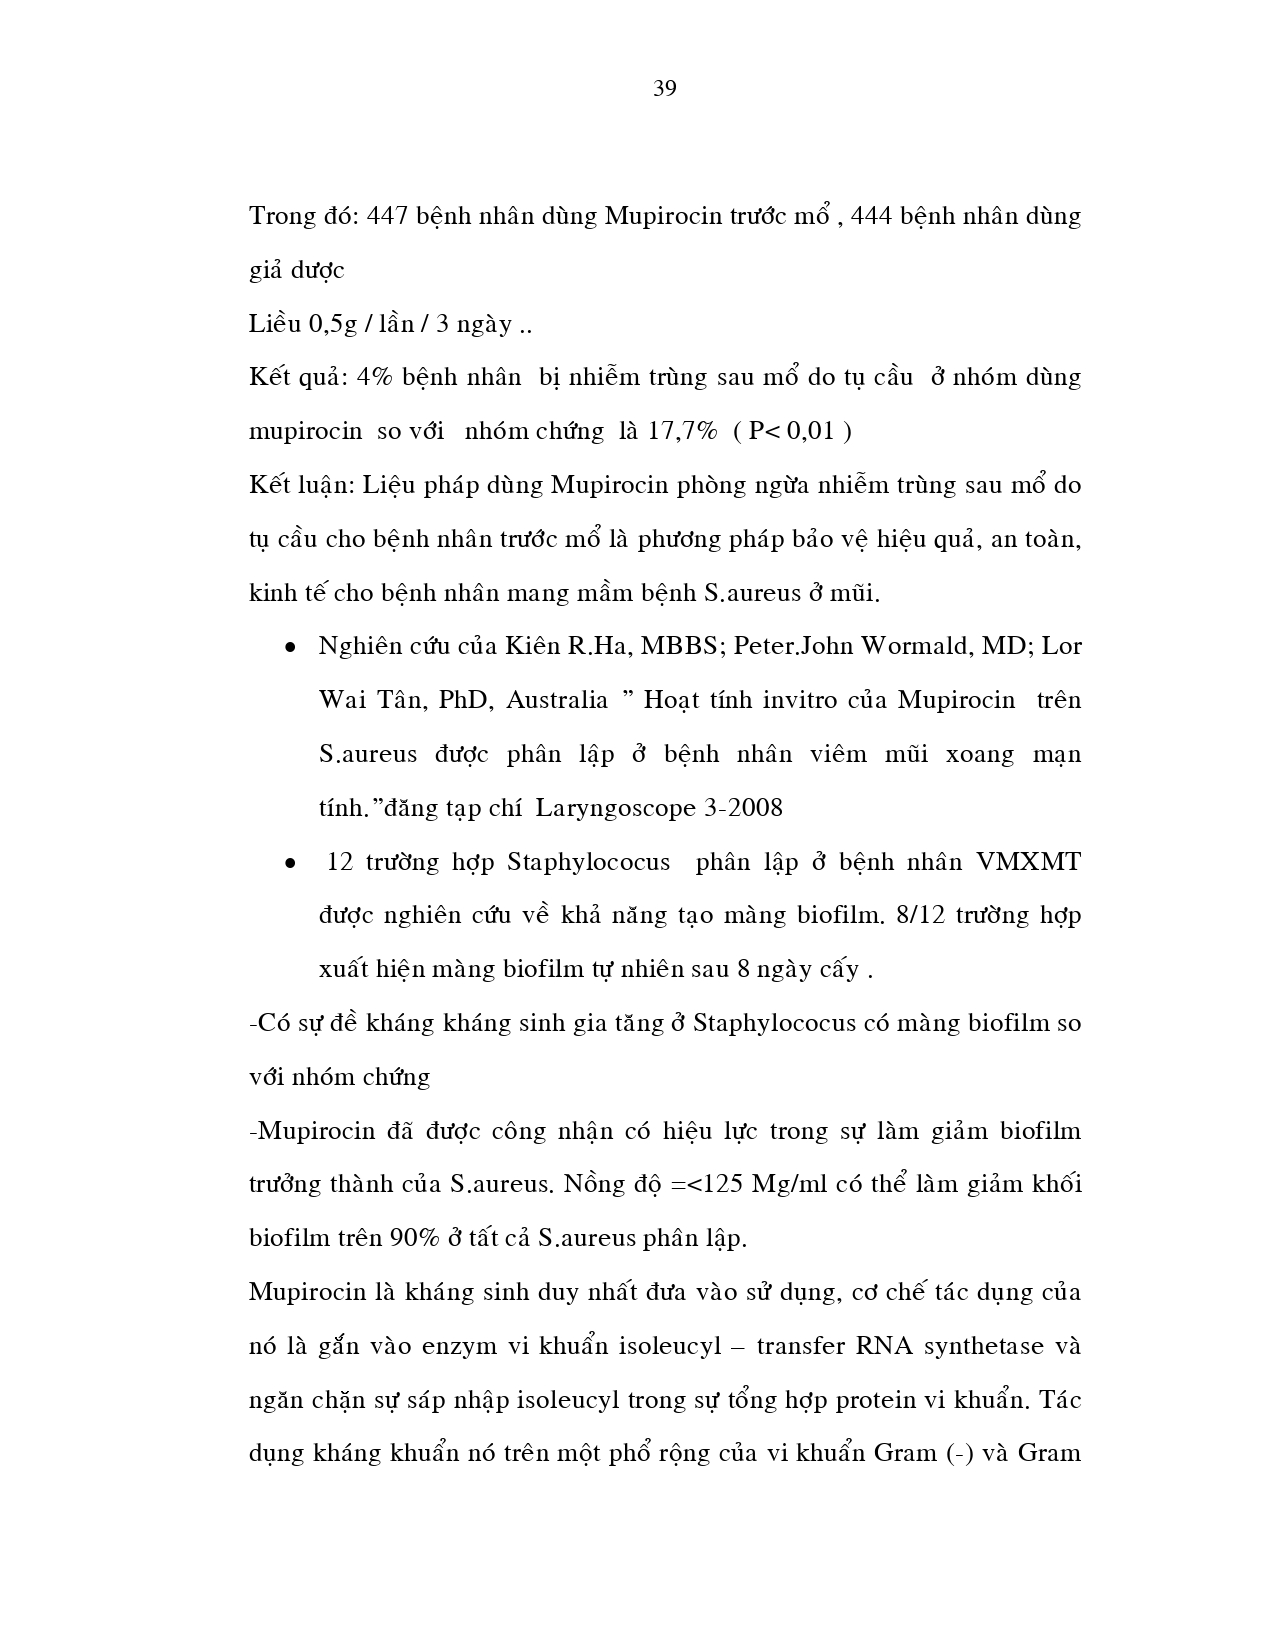 39
Trong đó: 447 bệnh nhân dùng Mupirocin trước mổ , 444 bệnh nhân dùng
giả dược
Liều 0,5g / lần / 3 ngày ..
Kết quả: 4% bệnh nhân bị nhiễm trùng sau mổ do tụ cầu ở nhóm dùng
mupirocin so với nhóm chứng là 17,7% ( P< 0,01 )
Kết luận: Liệu pháp dùng Mupirocin phòng ngừa nhiễm trùng sau mổ do
tụ cầu cho bệnh nhân trước mổ là phương pháp bảo vệ hiệu quả, an toàn,
kinh tế cho bệnh nhân mang mầm bệnh S.aureus ở mũi.
• Nghiên cứu của Kiên R.Ha, MBBS; Peter.John Wormald, MD; Lor
Wai Tân, PhD, Australia ” Hoạt tính invitro của Mupirocin trên
S.aureus được phân lập ở bệnh nhân viêm mũi xoang mạn
tính.”đăng tạp chí Laryngoscope 3-2008
• 12 trường hợp Staphylococus phân lập ở bệnh nhân VMXMT
được nghiên cứu về khả năng tạo màng biofilm. 8/12 trường hợp
xuất hiện màng biofilm tự nhiên sau 8 ngày cấy .
-Có sự đề kháng kháng sinh gia tăng ở Staphylococus có màng biofilm so
với nhóm chứng
-Mupirocin đã được công nhận có hiệu lực trong sự làm giảm biofilm
trưởng thành của S.aureus. Nồng độ =<125 Mg/ml có thể làm giảm khối
biofilm trên 90% ở tất cả S.aureus phân lập.
Mupirocin là kháng sinh duy nhất đưa vào sử dụng, cơ chế tác dụng của
nó là gắn vào enzym vi khuẩn isoleucyl – transfer RNA synthetase và
ngăn chặn sự sáp nhập isoleucyl trong sự tổng hợp protein vi khuẩn. Tác
dụng kháng khuẩn nó trên một phổ rộng của vi khuẩn Gram (-) và Gram